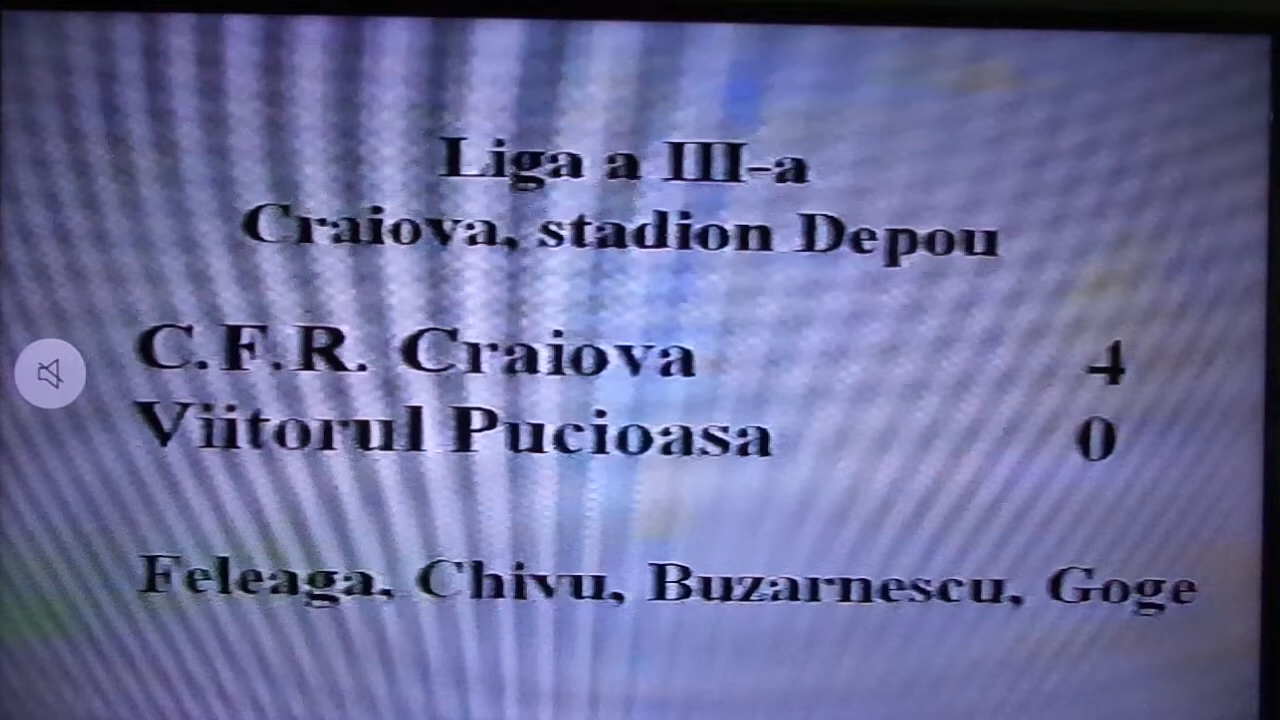 Liga a III-a
Craiova, stadion Depou
C.F.R. Craiova 4
Viitorul Pucioasa 0
Feleaga, Chivu, Buzarnescu, Goge